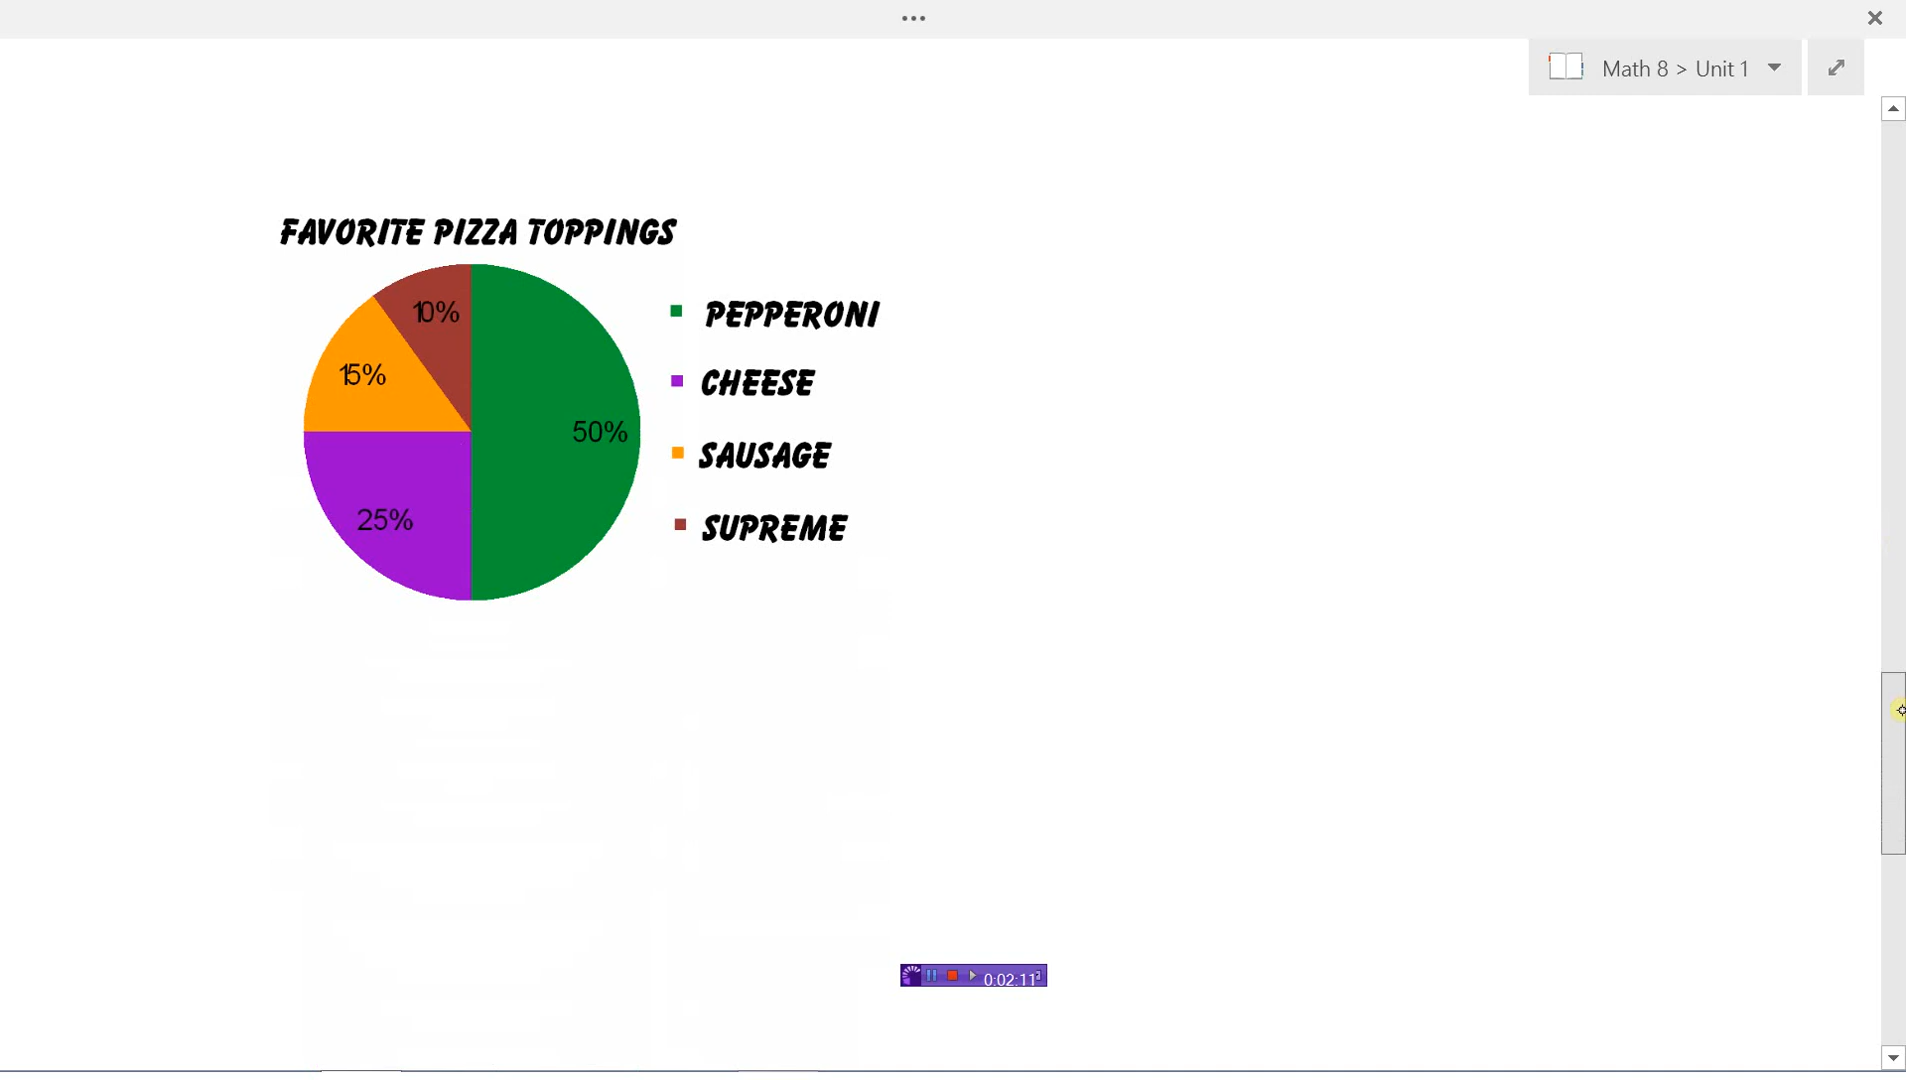 Math 8 > Unit 1
FAVORITE PIZZA TOPPINGS
10%
15%
50%
25%
PEPPERONI
CHEESE
SAUSAGE
SUPREME
0:02:11